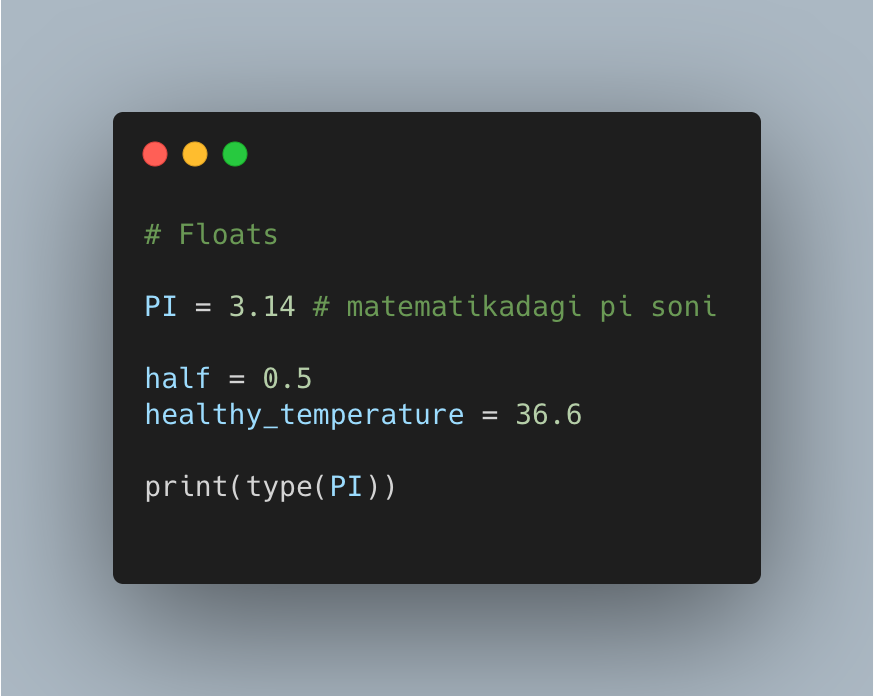 # Floats
PI = 3.14 # matematikadagi pi soni
half = 0.5
healthy_temperature = 36.6
print(type(PI))